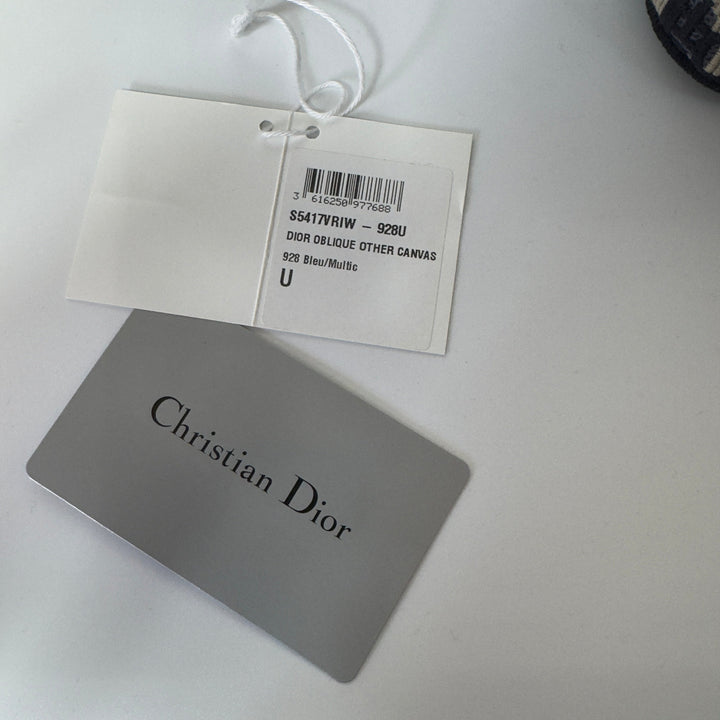 3 616250 977688
S5417VRIW – 928U
DIOR OBLIQUE OTHER CANVAS
928 Bleu/Multic
U
Christian Dior